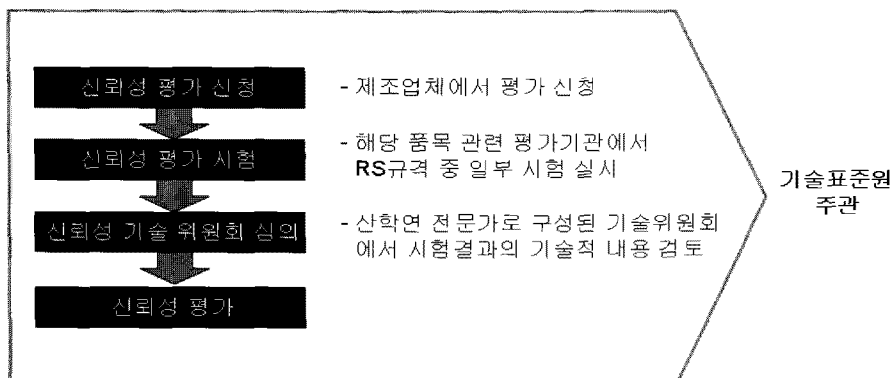 신뢰성 평가 신청
- 제조업체에서 평가 신청
신뢰성 평가 시험
- 해당 품목 관련 평가기관에서
RS규격 중 일부 시험 실시
신뢰성 기술 위원회 심의
- 산학연 전문가로 구성된 기술위원회
에서 시험결과의 기술적 내용 검토
신뢰성 평가
기술표준원
주관